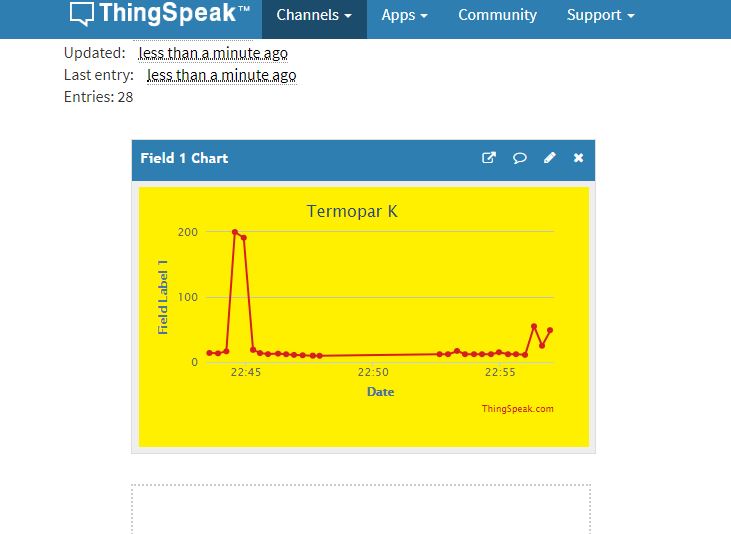 ThingSpeak™ Channels Apps Community Support
Updated: less than a minute ago
Last entry: less than a minute ago
Entries: 28
Field 1 Chart
Termopar K
Field Label 1
200
100
0
22:45 22:50 22:55
Date
ThingSpeak.com